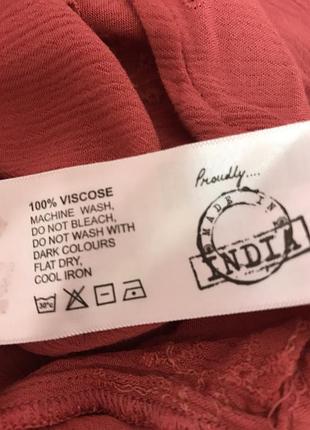 100% VISCOSE
MACHINE WASH,
DO NOT BLEACH,
DO NOT WASH WITH
DARK COLOURS
FLAT DRY,
COOL IRON
30°C
Proudly....
MADE IN
INDIA